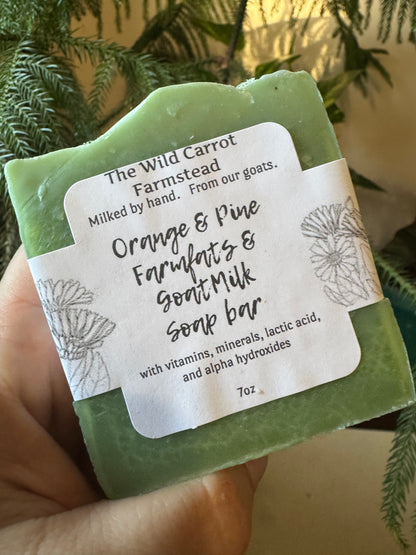 The Wild Carrot
Farmstead
Milked by hand.  From our goats.
Orange & Pine
Farmfats &
GoatMilk
Soap bar
with vitamins, minerals, lactic acid,
and alpha hydroxides
7oz